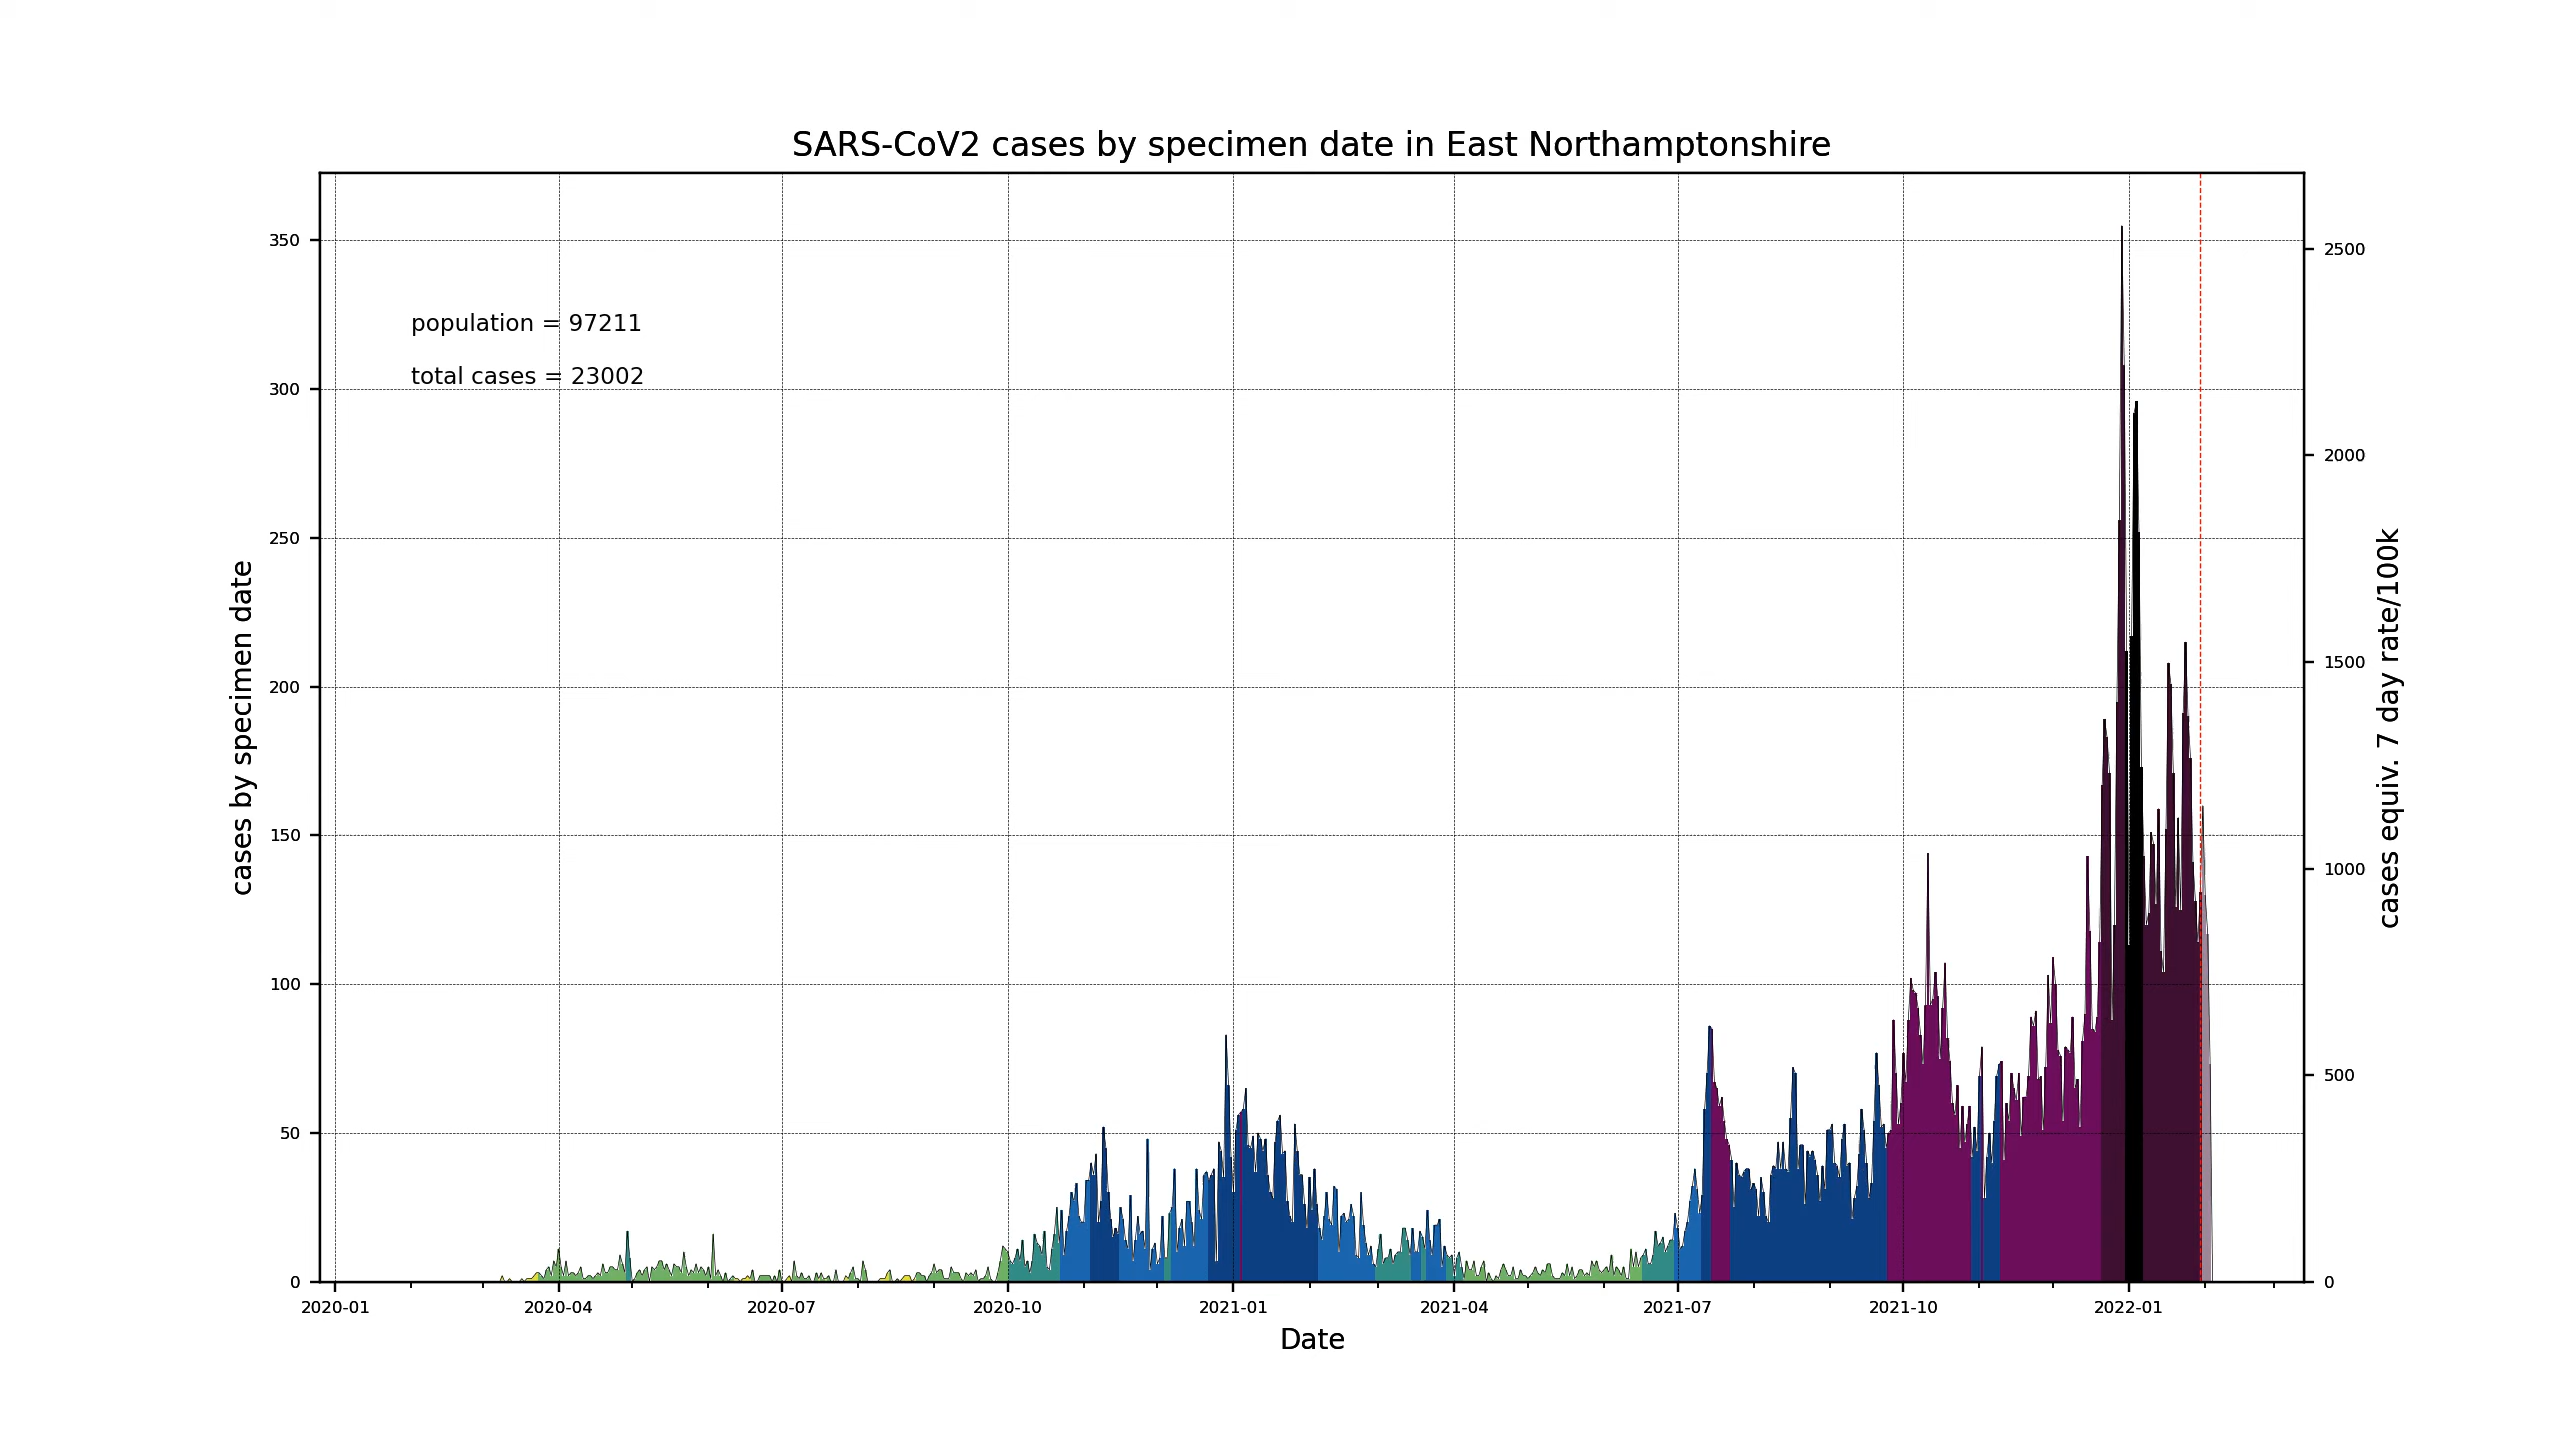 SARS-CoV2 cases by specimen date in East Northamptonshire
population = 97211
total cases = 23002
cases by specimen date
350
300
250
200
150
100
50
0
2500
2000
1500
1000
500
0
cases equiv. 7 day rate/100k
2020-01 2020-04 2020-07 2020-10 2021-01 2021-04 2021-07 2021-10 2022-01
Date